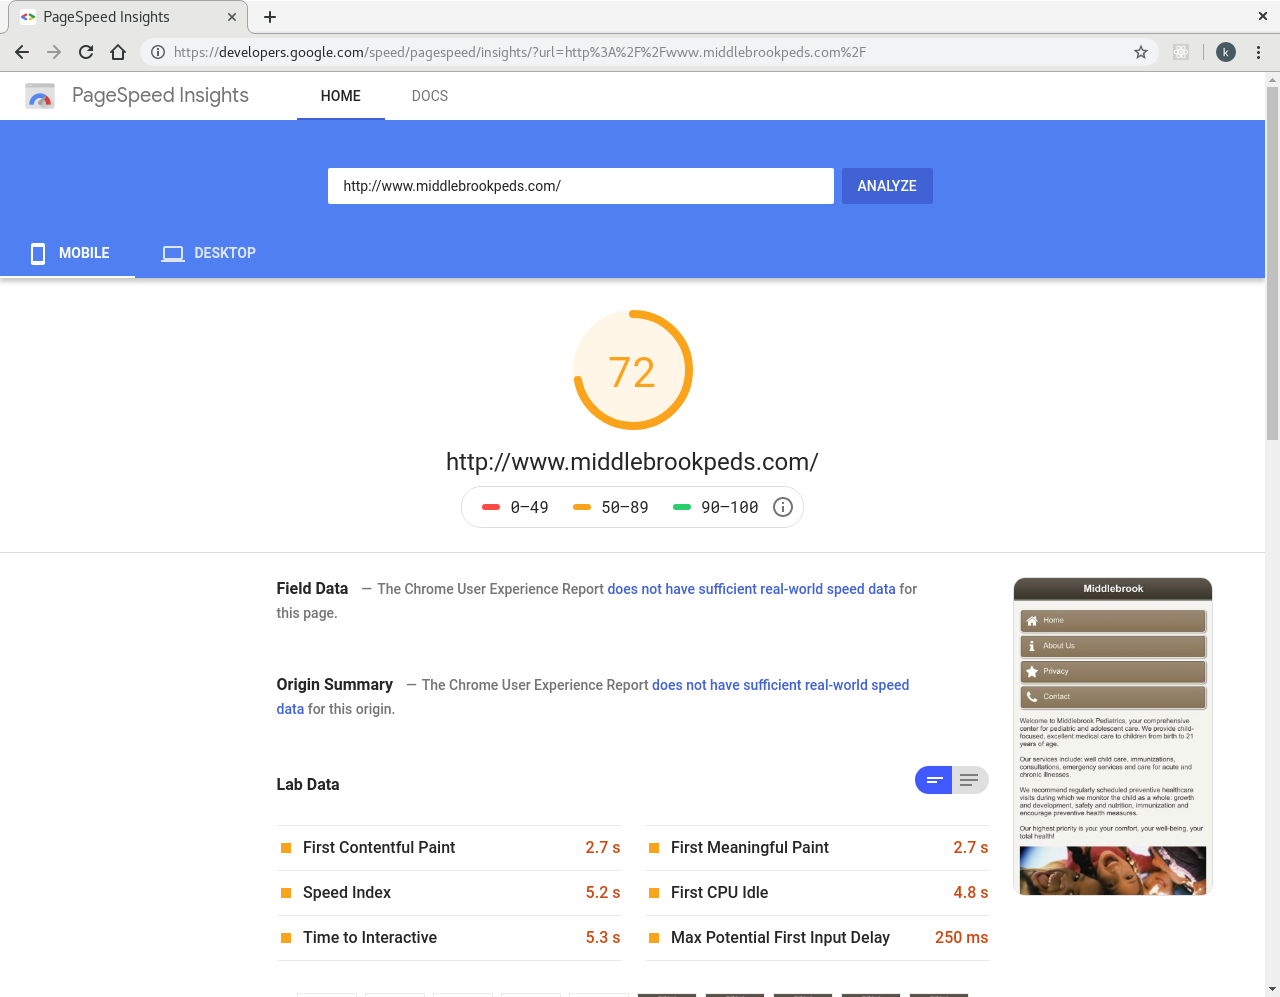 PageSpeed Insights
https://developers.google.com/speed/pagespeed/insights/?url=http%3A%2F%2Fwww.middlebrookpeds.com%2F
k
PageSpeed Insights
HOME
DOCS
http://www.middlebrookpeds.com/
ANALYZE
MOBILE
DESKTOP
72
http://www.middlebrookpeds.com/
0–49
50–89
90–100
Field Data — The Chrome User Experience Report does not have sufficient real-world speed data for
this page.
Origin Summary — The Chrome User Experience Report does not have sufficient real-world speed
data for this origin.
Lab Data
First Contentful Paint 2.7 s
First Meaningful Paint 2.7 s
Speed Index 5.2 s
First CPU Idle 4.8 s
Time to Interactive 5.3 s
Max Potential First Input Delay 250 ms
Middlebrook
Home
About Us
Privacy
Contact
Welcome to Middlebrook Pediatrics, your comprehensive
center for pediatric and adolescent care. We provide child-
focused, excellent medical care to children from birth to 21
years of age.
Our services include: well child care, immunizations,
consultations, emergency services and care for acute and
chronic illnesses.
We recommend regularly scheduled preventive healthcare
visits during which we monitor the child as a whole: growth
and development, safety and nutrition, immunization and
encourage preventive health measures.
Our highest priority is you: your comfort, your well-being, your
total health!